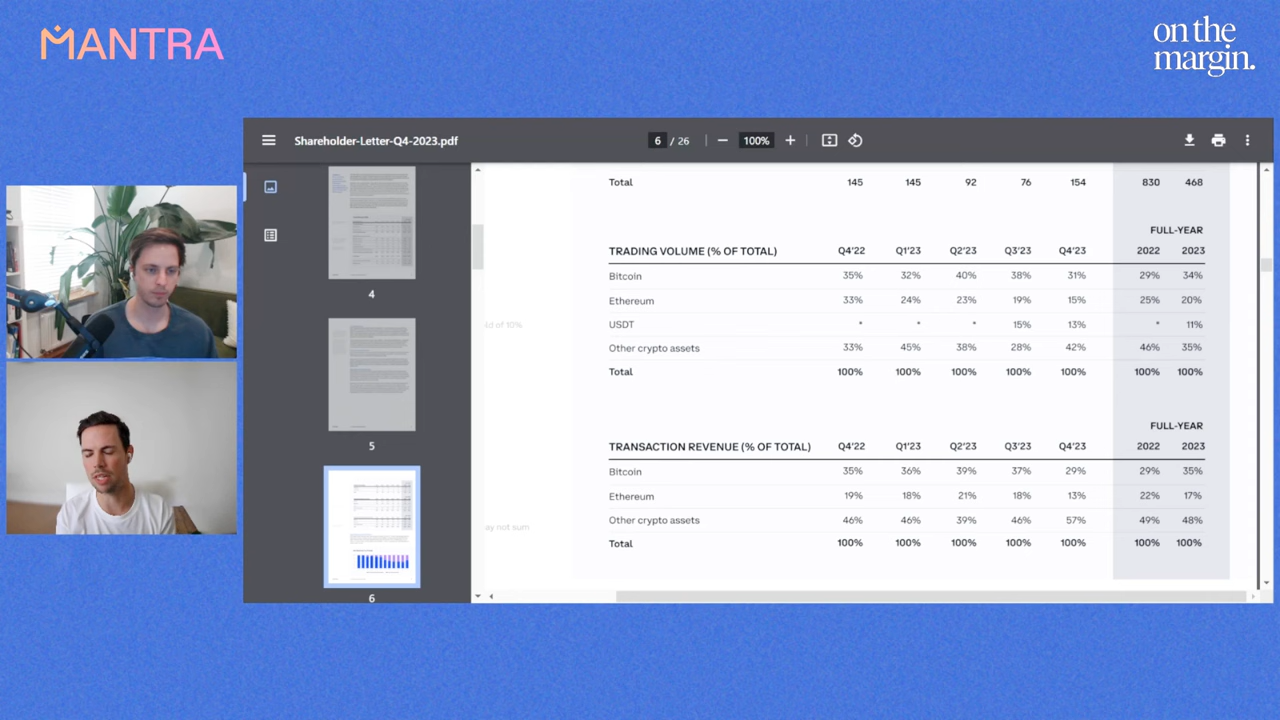 MANTRA
on the
margin.
Shareholder-Letter-Q4-2023.pdf
6 / 26
100%
Total 145 145 92 76 154 830 468
FULL-YEAR
TRADING VOLUME (% OF TOTAL) Q4'22 Q1'23 Q2'23 Q3'23 Q4'23 2022 2023
Bitcoin 35% 32% 40% 38% 31% 29% 34%
Ethereum 33% 24% 23% 19% 15% 25% 20%
USDT * * * 15% 13% * 11%
Other crypto assets 33% 45% 38% 28% 42% 46% 35%
Total 100% 100% 100% 100% 100% 100% 100%
FULL-YEAR
TRANSACTION REVENUE (% OF TOTAL) Q4'22 Q1'23 Q2'23 Q3'23 Q4'23 2022 2023
Bitcoin 35% 36% 39% 37% 29% 29% 35%
Ethereum 19% 18% 21% 18% 13% 22% 17%
Other crypto assets 46% 46% 39% 46% 57% 49% 48%
Total 100% 100% 100% 100% 100% 100% 100%
ld of 10%
ay not sum
4
5
6